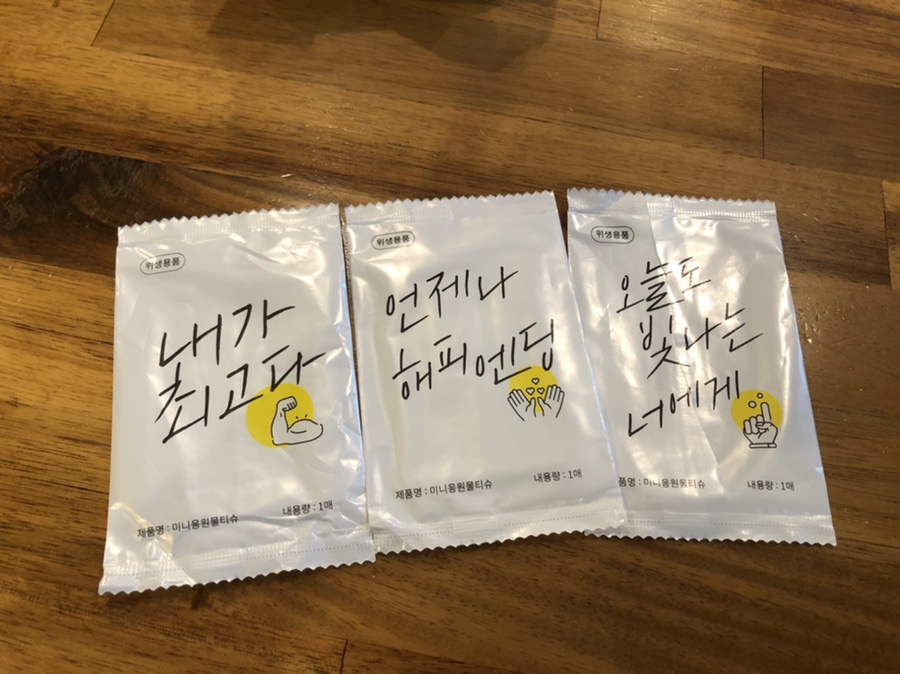 위생용품
내가
최고다
제품명 : 미니응원물티슈
내용량 : 1매
위생용품
언제나
해피엔딩
제품명 : 미니응원물티슈
내용량 : 1매
위생용품
오늘도
빛나는
너에게
품명 : 미니응원물티슈
내용량 : 1매